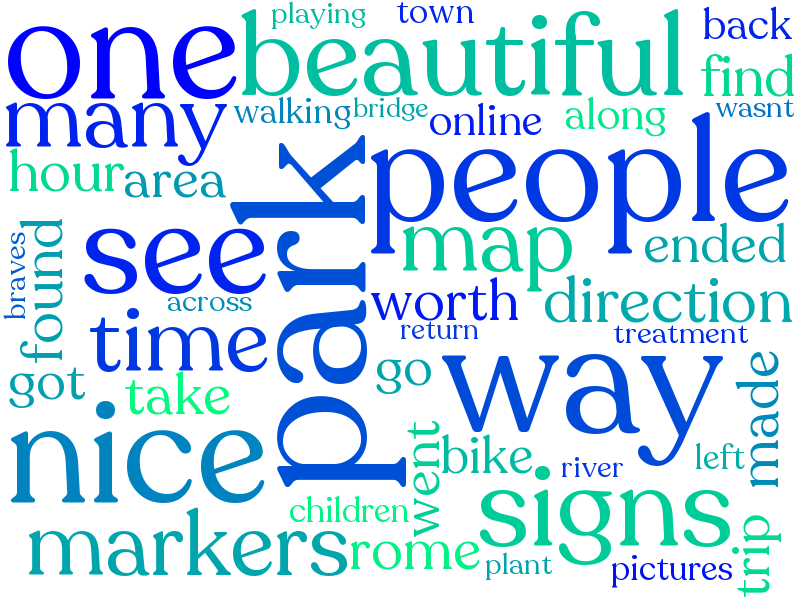 playing
town
back
one
beautiful
find
many
walking
bridge
online
along
wasnt
hour
area
park
people
see
map
ended
braves
found
across
worth
direction
time
return
treatment
got
take
go
way
made
nice
went
bike
river
left
signs
children
markers
rome
plant
pictures
trip